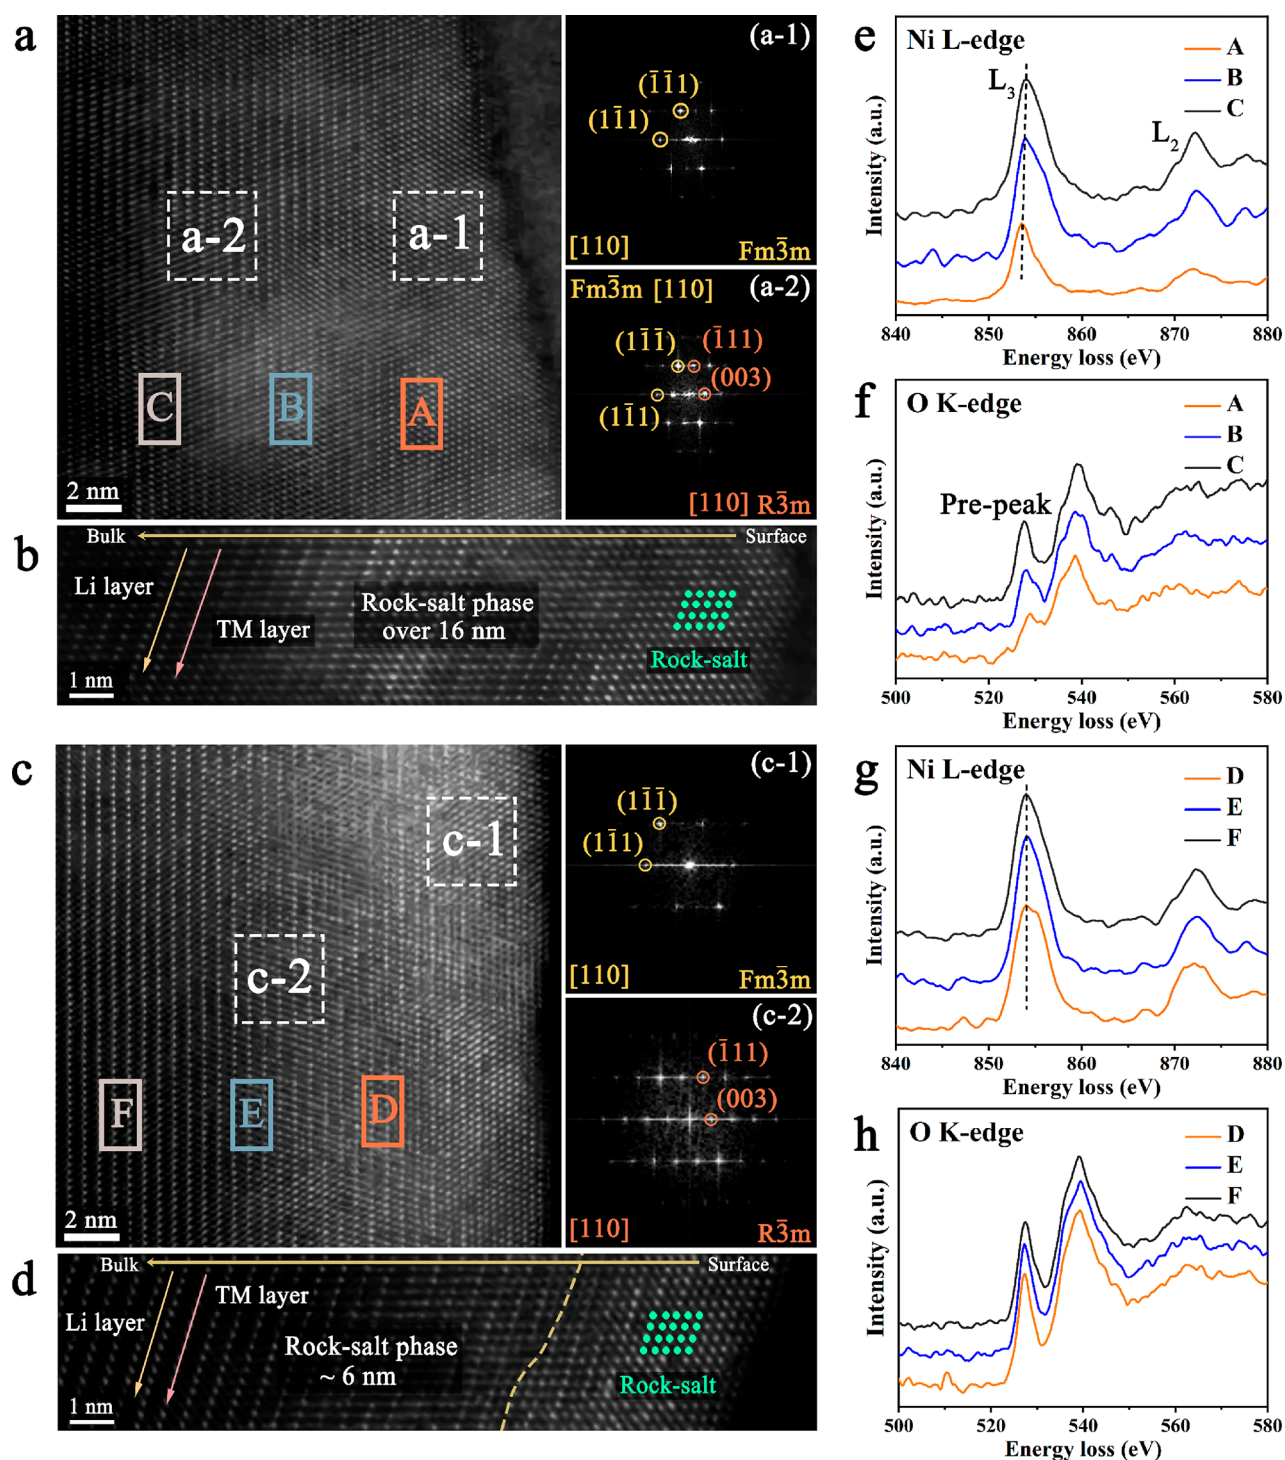 a
a-2
a-1
C
B
A
2 nm
(a-1)
(1̄1̄1)
(11̄1)
[110]
Fm3̄m
Fm3̄m [110]
(a-2)
(11̄1̄)
(1̄11)
(003)
(11̄1)
[110] R3̄m
b
Bulk
Surface
Li layer
TM layer
Rock-salt phase
over 16 nm
Rock-salt
1 nm
c
c-1
c-2
F
E
D
2 nm
(c-1)
(11̄1̄)
(11̄1)
[110]
Fm3̄m
(c-2)
(1̄11)
(003)
[110]
R3̄m
d
Bulk
Surface
Li layer
TM layer
Rock-salt phase
~ 6 nm
Rock-salt
1 nm
e
Ni L-edge
L3
L2
A
B
C
Intensity (a.u.)
840 850 860 870 880
Energy loss (eV)
f
O K-edge
Pre-peak
A
B
C
Intensity (a.u.)
500 520 540 560 580
Energy loss (eV)
g
Ni L-edge
D
E
F
Intensity (a.u.)
840 850 860 870 880
Energy loss (eV)
h
O K-edge
D
E
F
Intensity (a.u.)
500 520 540 560 580
Energy loss (eV)